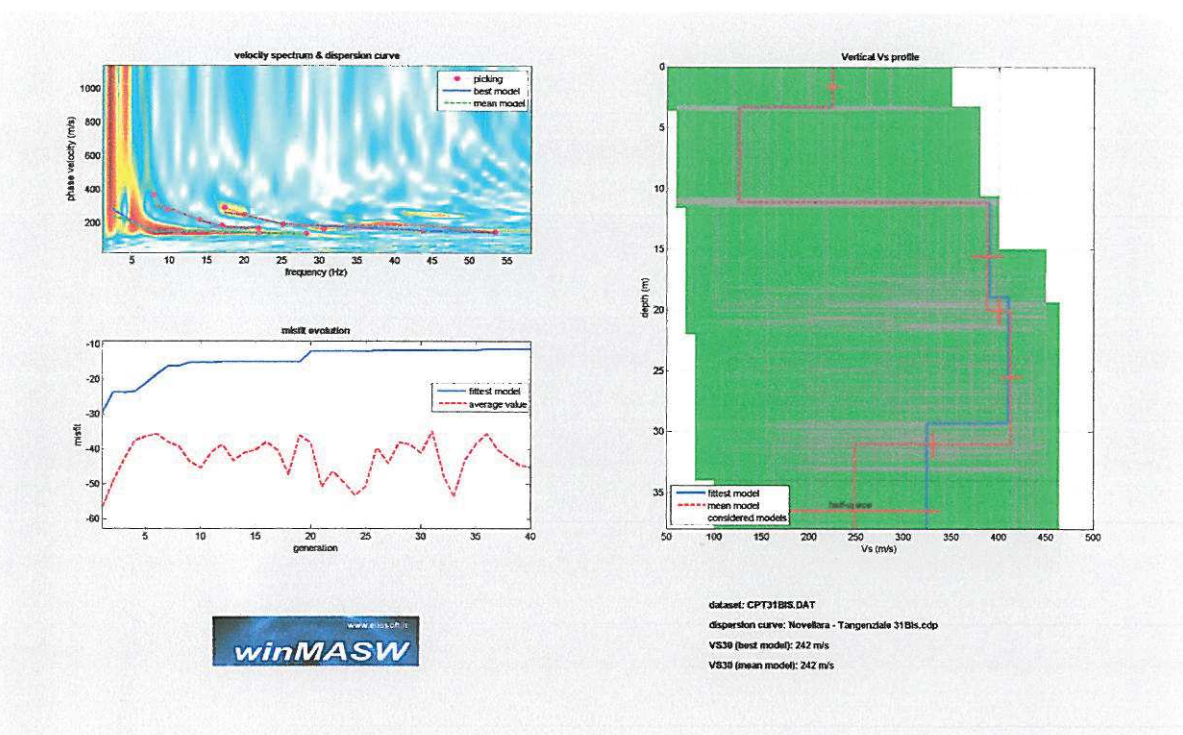 velocity spectrum & dispersion curve
phase velocity (m/s)
1000
800
600
400
200
picking
best model
mean model
5 10 15 20 25 30 35 40 45 50 55
frequency (Hz)
misfit evolution
misfit
-10
-20
-30
-40
-50
-60
fittest model
average value
5 10 15 20 25 30 35 40
generation
www.eliosoft.it
winMASW
Vertical Vs profile
depth (m)
0
5
10
15
20
25
30
35
fittest model
mean model
considered models
half-space
50 100 150 200 250 300 350 400 450 500
Vs (m/s)
dataset: CPT31BIS.DAT
dispersion curve: Novellara - Tangenziale 31Bis.cdp
VS30 (best model): 242 m/s
VS30 (mean model): 242 m/s